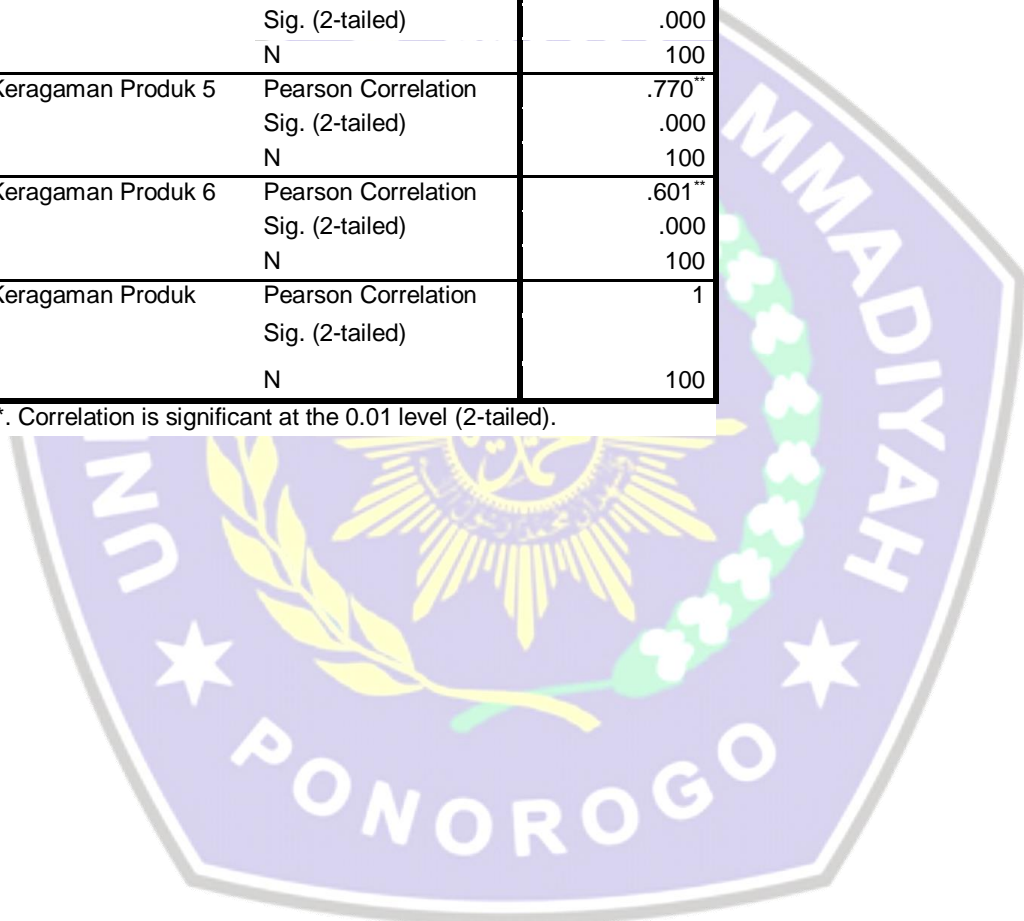 Sig. (2-tailed) .000
N 100
Keragaman Produk 5 Pearson Correlation .770**
Sig. (2-tailed) .000
N 100
Keragaman Produk 6 Pearson Correlation .601**
Sig. (2-tailed) .000
N 100
Keragaman Produk Pearson Correlation 1
Sig. (2-tailed)
N 100
*. Correlation is significant at the 0.01 level (2-tailed).
UNI
MMADIYAH
PONOROGO